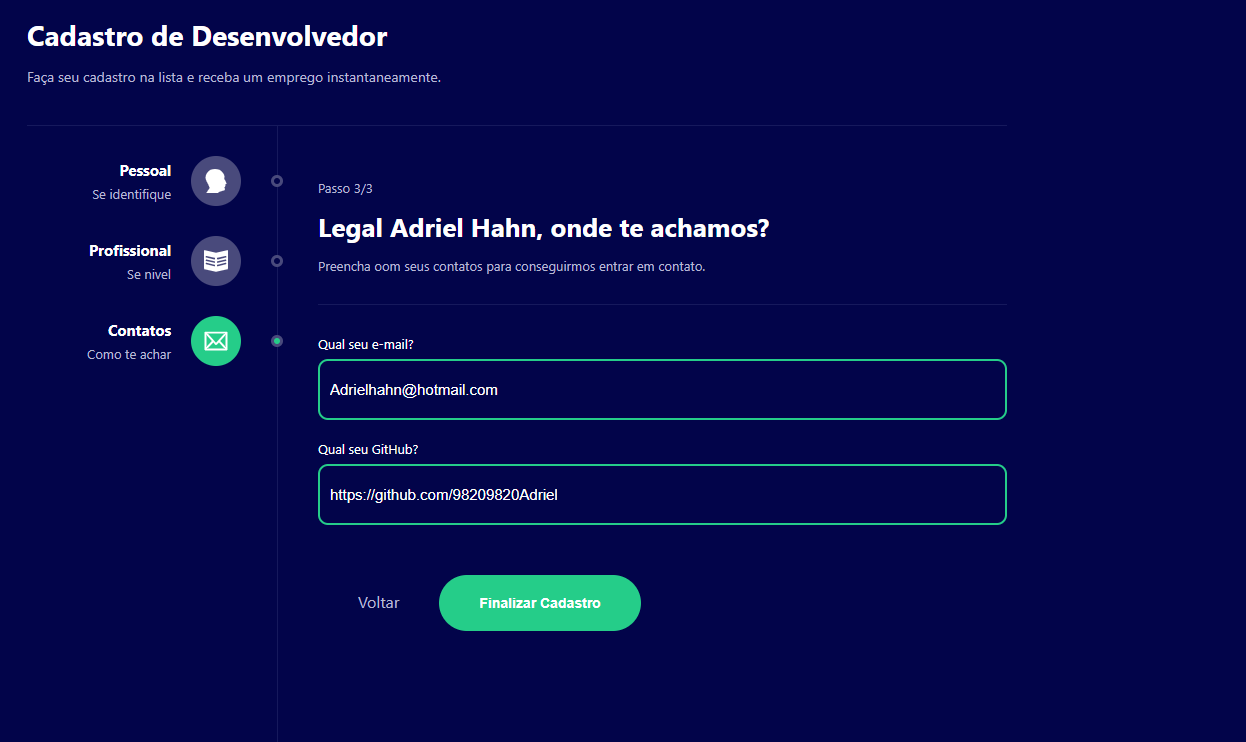 Cadastro de Desenvolvedor
Faça seu cadastro na lista e receba um emprego instantaneamente.
Pessoal
Se identifique
Profissional
Se nivel
Contatos
Como te achar
Passo 3/3
Legal Adriel Hahn, onde te achamos?
Preencha oom seus contatos para conseguirmos entrar em contato.
Qual seu e-mail?
Adrielhahn@hotmail.com
Qual seu GitHub?
https://github.com/98209820Adriel
Voltar
Finalizar Cadastro